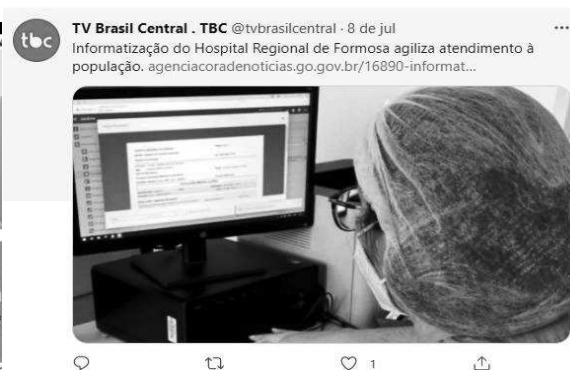 tbc
TV Brasil Central . TBC @tvbrasilcentral · 8 de jul
Informatização do Hospital Regional de Formosa agiliza atendimento à
população. agenciacoradenoticias.go.gov.br/16890-informat...
1